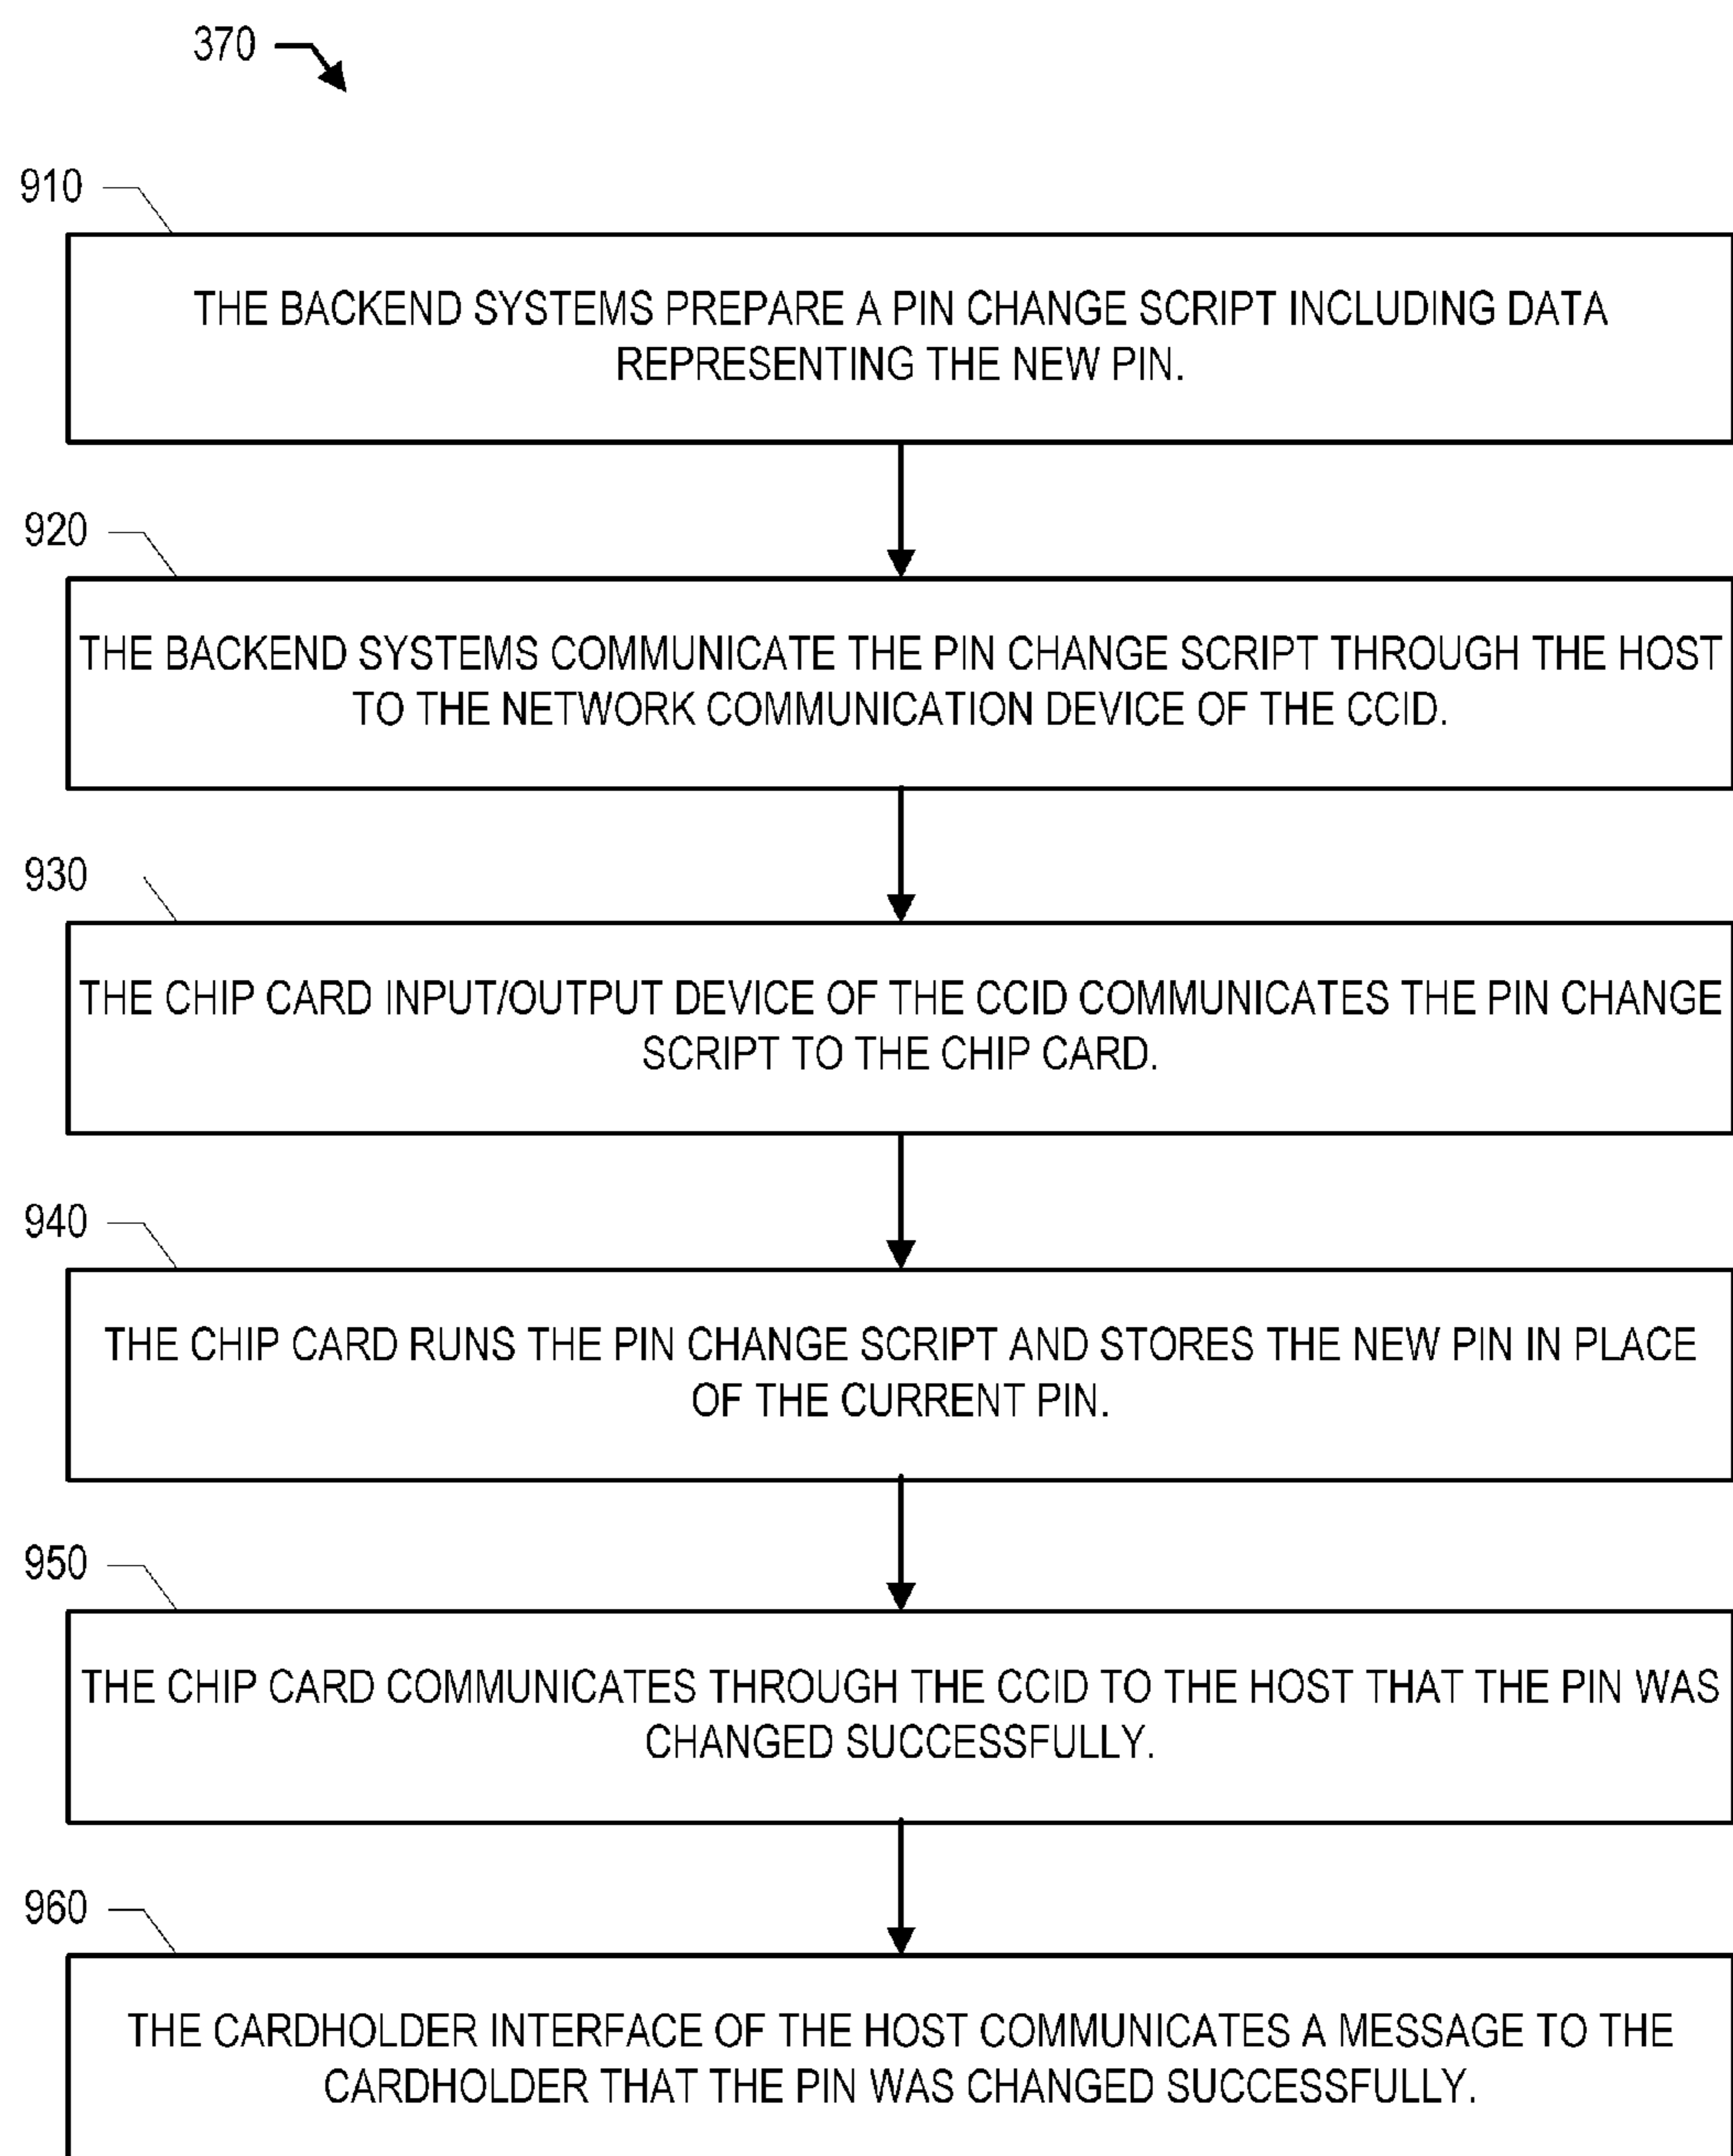 370
910
THE BACKEND SYSTEMS PREPARE A PIN CHANGE SCRIPT INCLUDING DATA
REPRESENTING THE NEW PIN.
920
THE BACKEND SYSTEMS COMMUNICATE THE PIN CHANGE SCRIPT THROUGH THE HOST
TO THE NETWORK COMMUNICATION DEVICE OF THE CCID.
930
THE CHIP CARD INPUT/OUTPUT DEVICE OF THE CCID COMMUNICATES THE PIN CHANGE
SCRIPT TO THE CHIP CARD.
940
THE CHIP CARD RUNS THE PIN CHANGE SCRIPT AND STORES THE NEW PIN IN PLACE
OF THE CURRENT PIN.
950
THE CHIP CARD COMMUNICATES THROUGH THE CCID TO THE HOST THAT THE PIN WAS
CHANGED SUCCESSFULLY.
960
THE CARDHOLDER INTERFACE OF THE HOST COMMUNICATES A MESSAGE TO THE
CARDHOLDER THAT THE PIN WAS CHANGED SUCCESSFULLY.